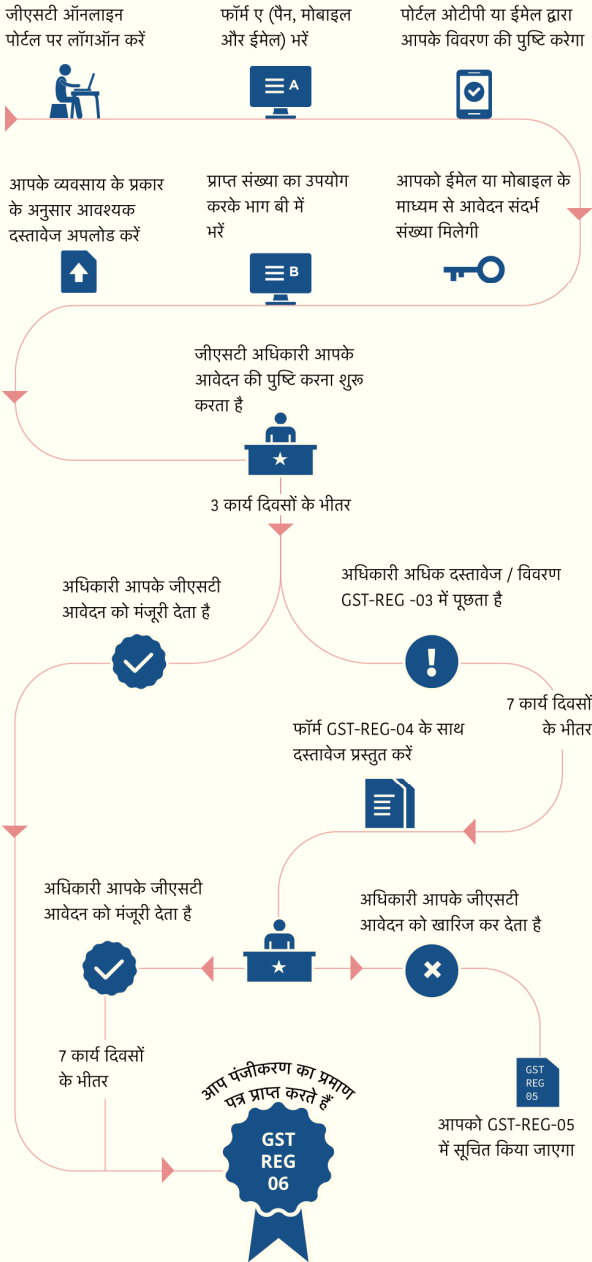 जीएसटी ऑनलाइन
पोर्टल पर लॉगऑन करें
फॉर्म ए (पैन, मोबाइल
और ईमेल) भरें
पोर्टल ओटीपी या ईमेल द्वारा
आपके विवरण की पुष्टि करेगा
A
आपके व्यवसाय के प्रकार
के अनुसार आवश्यक
दस्तावेज अपलोड करें
प्राप्त संख्या का उपयोग
करके भाग बी में
भरें
आपको ईमेल या मोबाइल के
माध्यम से आवेदन संदर्भ
संख्या मिलेगी
B
जीएसटी अधिकारी आपके
आवेदन की पुष्टि करना शुरू
करता है
3 कार्य दिवसों के भीतर
अधिकारी आपके जीएसटी
आवेदन को मंजूरी देता है
अधिकारी अधिक दस्तावेज / विवरण
GST-REG -03 में पूछता है
!
7 कार्य दिवसों
के भीतर
फॉर्म GST-REG-04 के साथ
दस्तावेज प्रस्तुत करें
अधिकारी आपके जीएसटी
आवेदन को मंजूरी देता है
अधिकारी आपके जीएसटी
आवेदन को खारिज कर देता है
7 कार्य दिवसों
के भीतर
GST
REG
05
आपको GST-REG-05
में सूचित किया जाएगा
आप पंजीकरण का प्रमाण
पत्र प्राप्त करते हैं
GST
REG
06